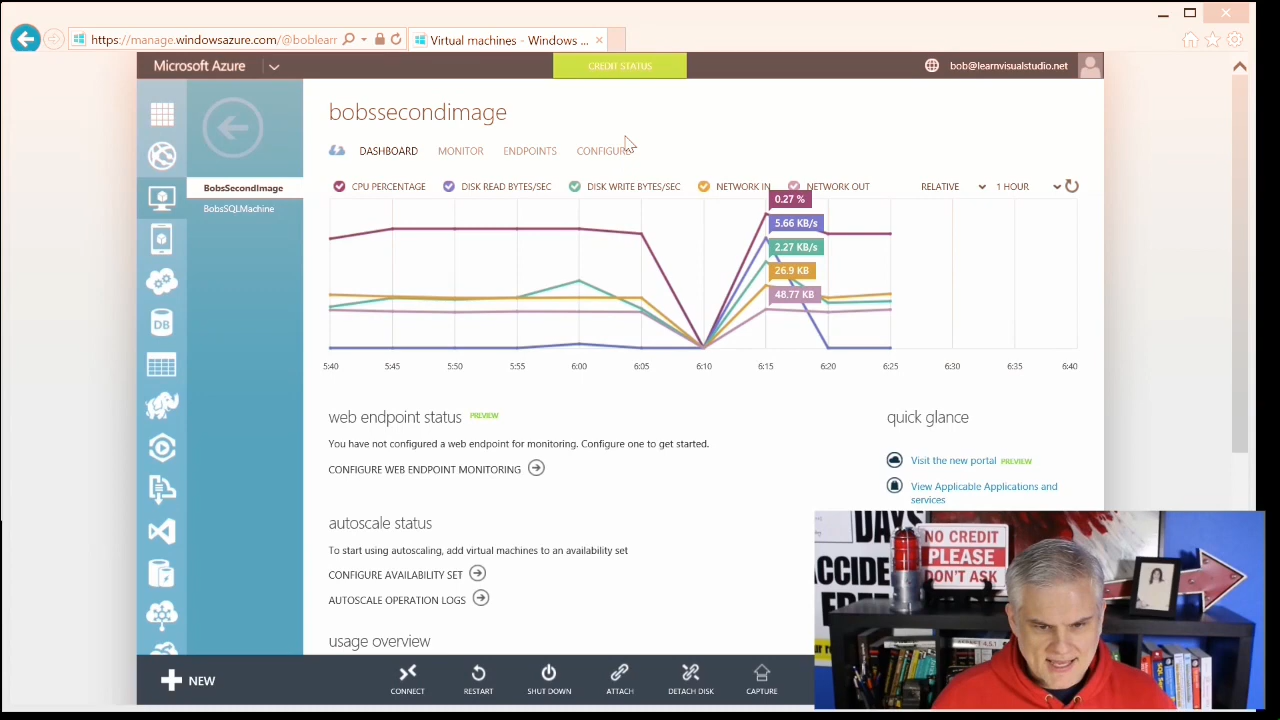 https://manage.windowsazure.com/@boblearr
Virtual machines - Windows ...
Microsoft Azure
CREDIT STATUS
bob@learnvisualstudio.net
bobssecondimage
DASHBOARD MONITOR ENDPOINTS CONFIGURE
BobsSecondImage
BobsSQLMachine
CPU PERCENTAGE DISK READ BYTES/SEC DISK WRITE BYTES/SEC NETWORK IN NETWORK OUT RELATIVE 1 HOUR
0.27 %
5.66 KB/s
2.27 KB/s
26.9 KB
48.77 KB
5:40 5:45 5:50 5:55 6:00 6:05 6:10 6:15 6:20 6:25 6:30 6:35 6:40
DB
web endpoint status PREVIEW
You have not configured a web endpoint for monitoring. Configure one to get started.
CONFIGURE WEB ENDPOINT MONITORING
quick glance
Visit the new portal PREVIEW
View Applicable Applications and
services
autoscale status
To start using autoscaling, add virtual machines to an availability set
CONFIGURE AVAILABILITY SET
AUTOSCALE OPERATION LOGS
usage overview
NEW
CONNECT RESTART SHUT DOWN ATTACH DETACH DISK CAPTURE
DAYS
ACCIDE
NO CREDIT
PLEASE
DON'T ASK